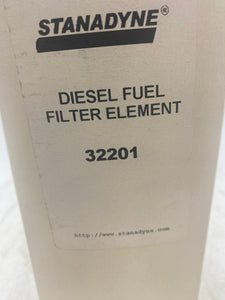 STANADYNE®
DIESEL FUEL
FILTER ELEMENT
32201
http://www.stanadyne.com